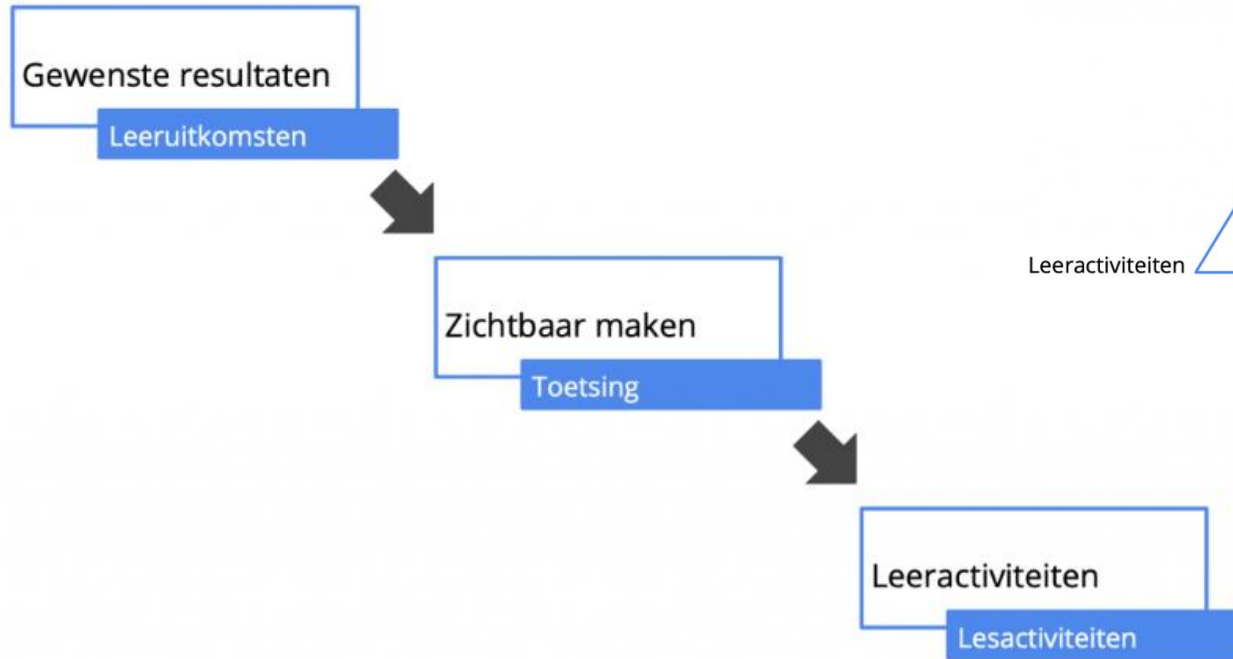 Gewenste resultaten
Leeruitkomsten
Leeractiviteiten
Zichtbaar maken
Toetsing
Leeractiviteiten
Lesactiviteiten